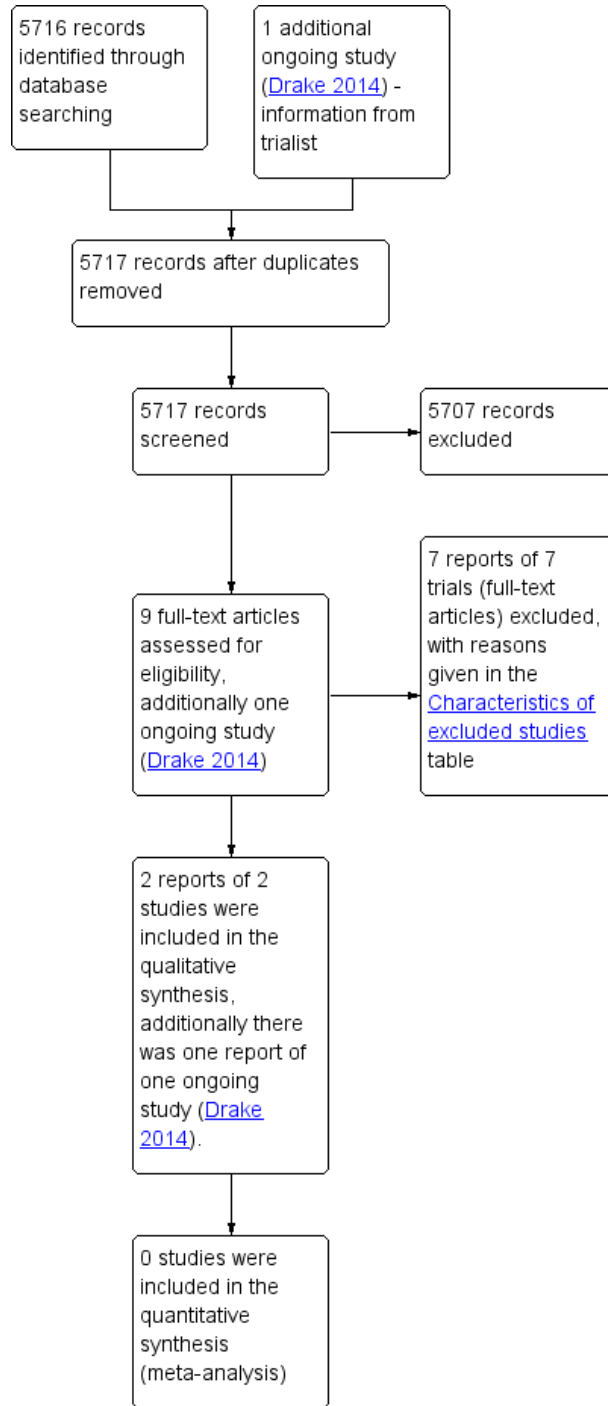 5716 records
identified through
database
searching
1 additional
ongoing study
(Drake 2014) -
information from
trialist
5717 records after duplicates
removed
5717 records
screened
5707 records
excluded
9 full-text articles
assessed for
eligibility,
additionally one
ongoing study
(Drake 2014)
7 reports of 7
trials (full-text
articles) excluded,
with reasons
given in the
Characteristics of
excluded studies
table
2 reports of 2
studies were
included in the
qualitative
synthesis,
additionally there
was one report of
one ongoing
study (Drake
2014).
0 studies were
included in the
quantitative
synthesis
(meta-analysis)